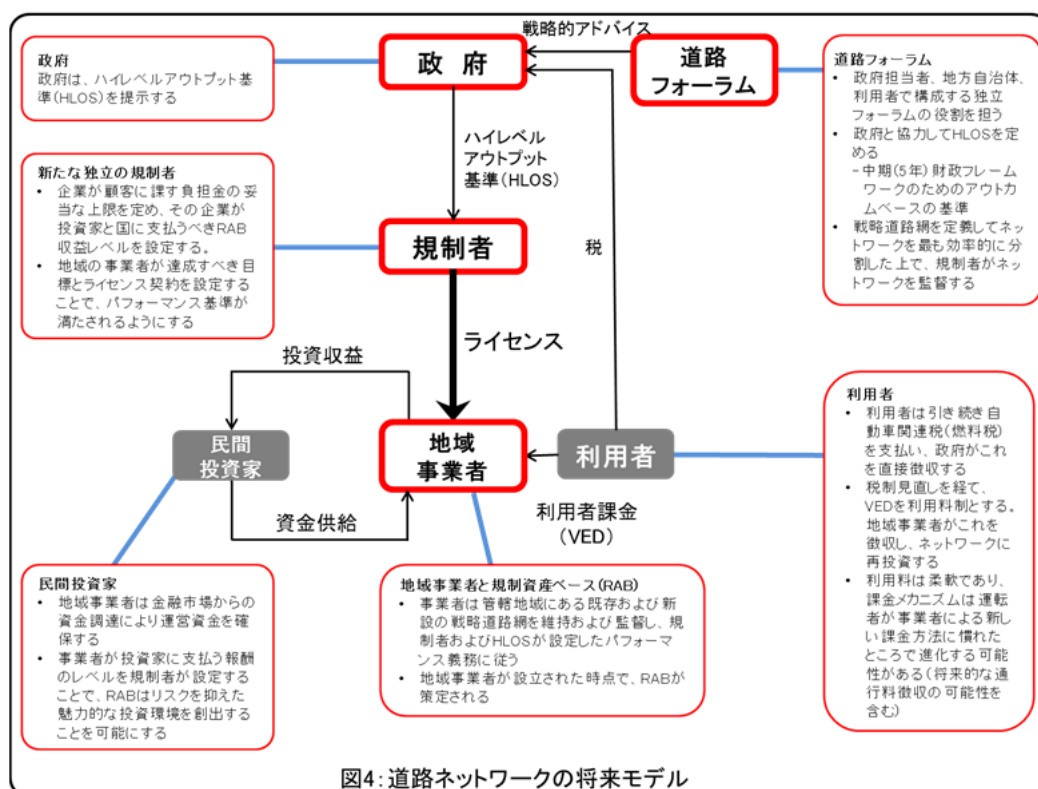 戦略的アドバイス
政府
政府は、ハイレベルアウトプット基
準(HLOS)を提示する
政 府
道路
フォーラム
道路フォーラム
• 政府担当者、地方自治体、
利用者で構成する独立
フォーラムの役割を担う
• 政府と協力してHLOSを定
める
－中期(5年)財政フレーム
ワークのためのアウトカ
ムベースの基準
• 戦略道路網を定義してネッ
トワークを最も効率的に分
割した上で、規制者がネッ
トワークを監督する
ハイレベル
アウトプット
基準(HLOS)
新たな独立の規制者
• 企業が顧客に課す負担金の妥
当な上限を定め、その企業が
投資家と国に支払うべきRAB
収益レベルを設定する。
• 地域の事業者が達成すべき目
標とライセンス契約を設定する
ことで、パフォーマンス基準が
満たされるようにする
規制者
税
ライセンス
投資収益
民間
投資家
地域
事業者
利用者
資金供給
利用者課金
(VED)
利用者
• 利用者は引き続き自
動車関連税(燃料税)
を支払い、政府がこれ
を直接徴収する
• 税制見直しを経て、
VEDを利用料制とする。
地域事業者がこれを
徴収し、ネットワークに
再投資する
• 利用料は柔軟であり、
課金メカニズムは運転
者が事業者による新し
い課金方法に慣れた
ところで進化する可能
性がある(将来的な通
行料徴収の可能性を
含む)
民間投資家
• 地域事業者は金融市場からの
資金調達により運営資金を確
保する
• 事業者が投資家に支払う報酬
のレベルを規制者が設定する
ことで、RABはリスクを抑えた
魅力的な投資環境を創出する
ことを可能にする
地域事業者と規制資産ベース(RAB)
• 事業者は管轄地域にある既存および新
設の戦略道路網を維持および監督し、規
制者およびHLOSが設定したパフォーマ
ンス義務に従う
• 地域事業者が設立された時点で、RABが
策定される
図4：道路ネットワークの将来モデル